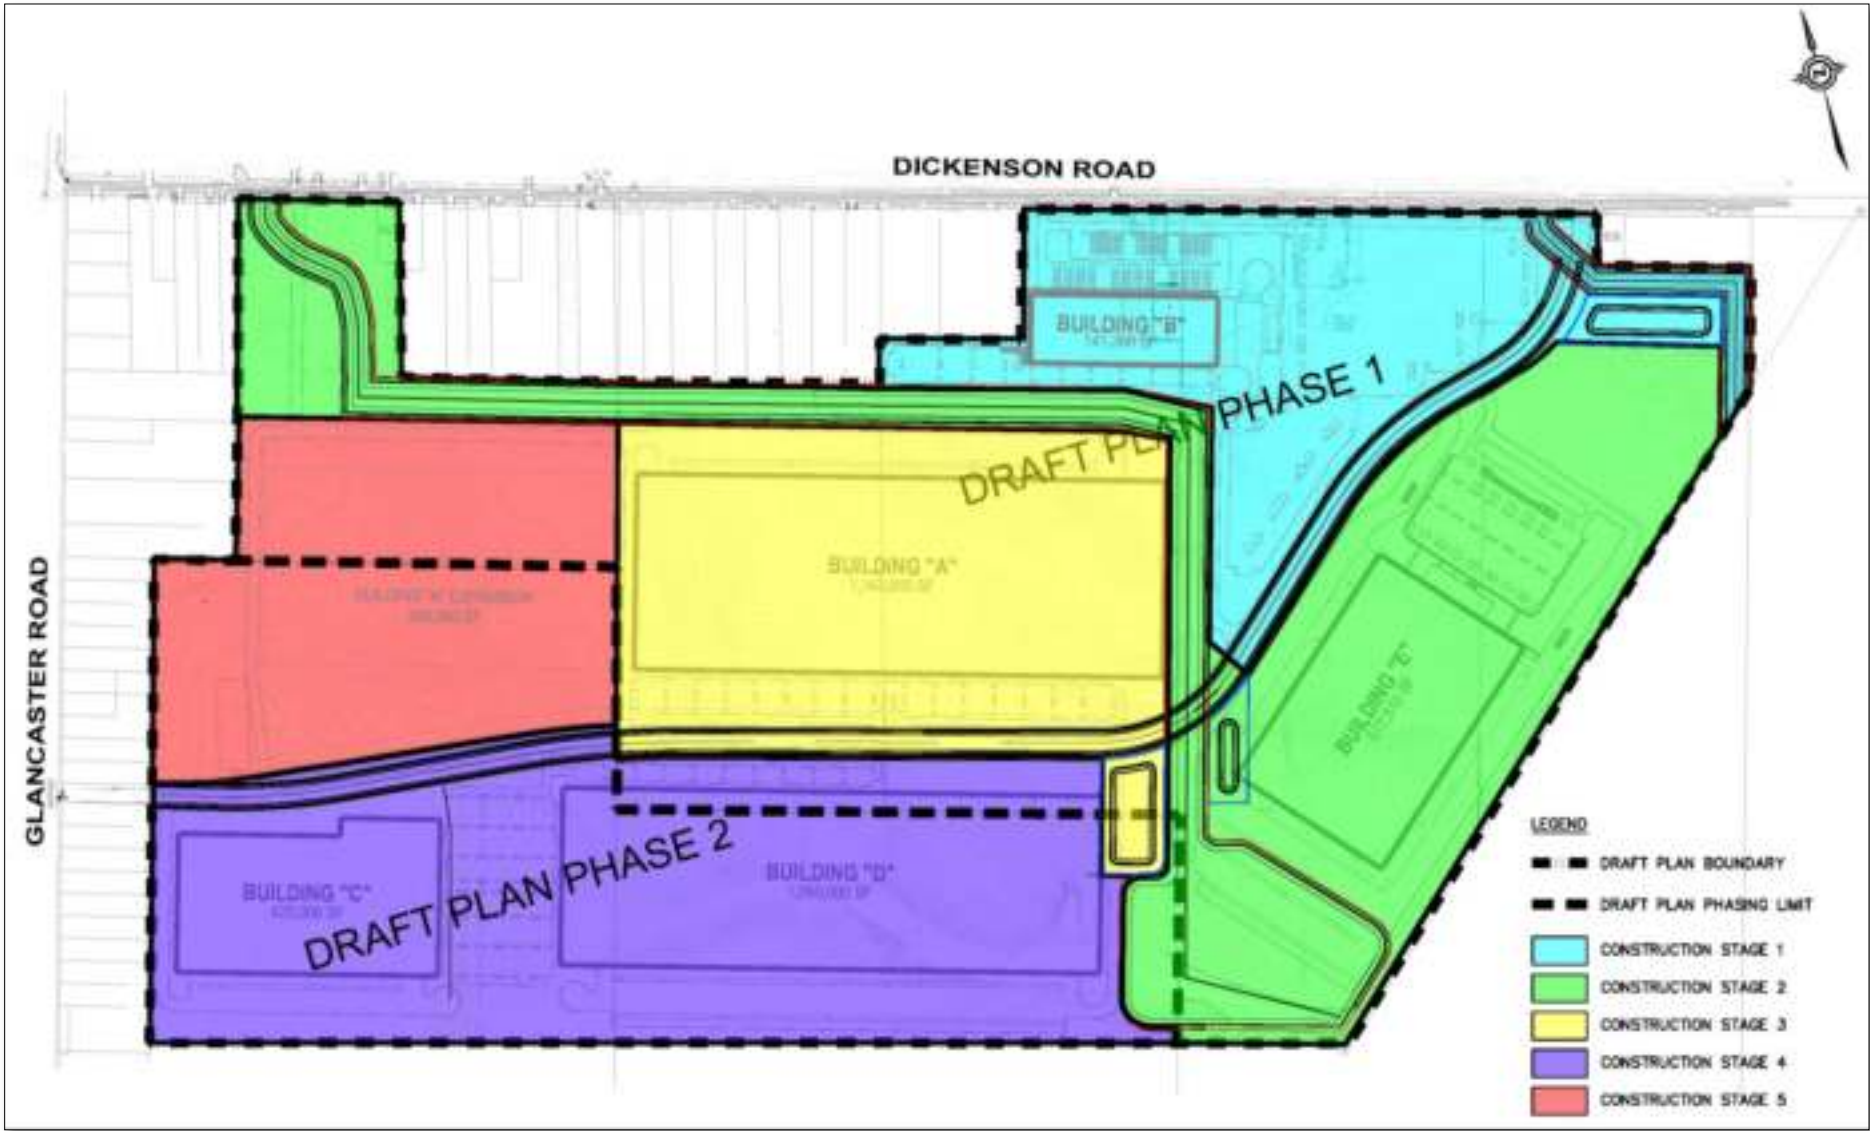 DICKENSON ROAD
BUILDING "B"
DRAFT PLAN PHASE 1
BUILDING "A"
BUILDING "E"
GLANCASTER ROAD
BUILDING "C"
DRAFT PLAN PHASE 2
BUILDING "D"
LEGEND
DRAFT PLAN BOUNDARY
DRAFT PLAN PHASING LIMIT
CONSTRUCTION STAGE 1
CONSTRUCTION STAGE 2
CONSTRUCTION STAGE 3
CONSTRUCTION STAGE 4
CONSTRUCTION STAGE 5